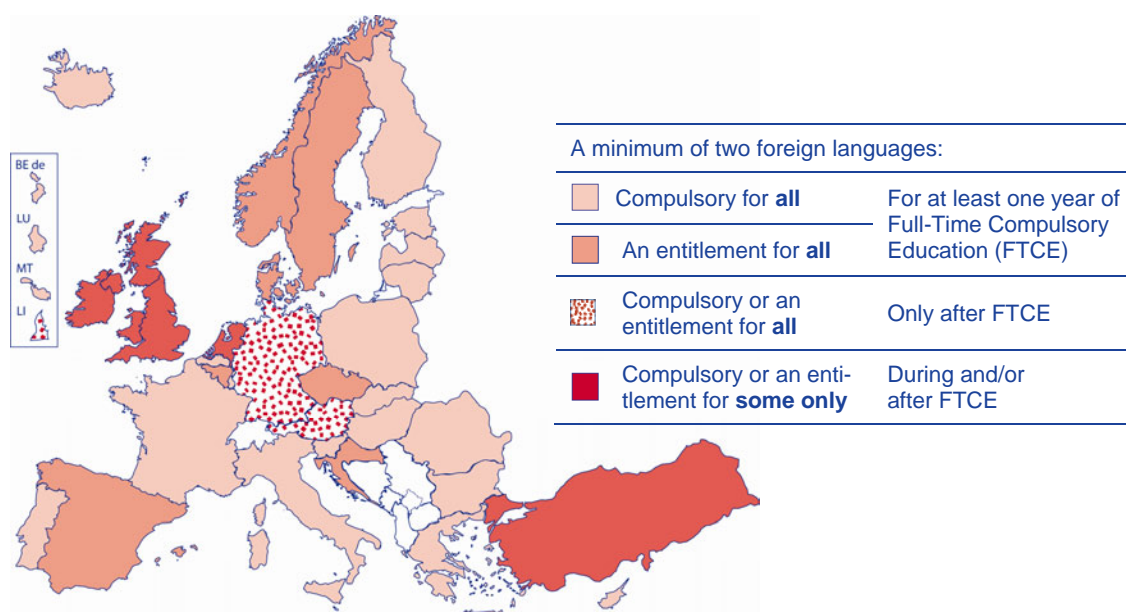 BE de
LU
MT
LI
A minimum of two foreign languages:
Compulsory for all
An entitlement for all
For at least one year of
Full-Time Compulsory
Education (FTCE)
Compulsory or an
entitlement for all
Only after FTCE
Compulsory or an enti-
tlement for some only
During and/or
after FTCE